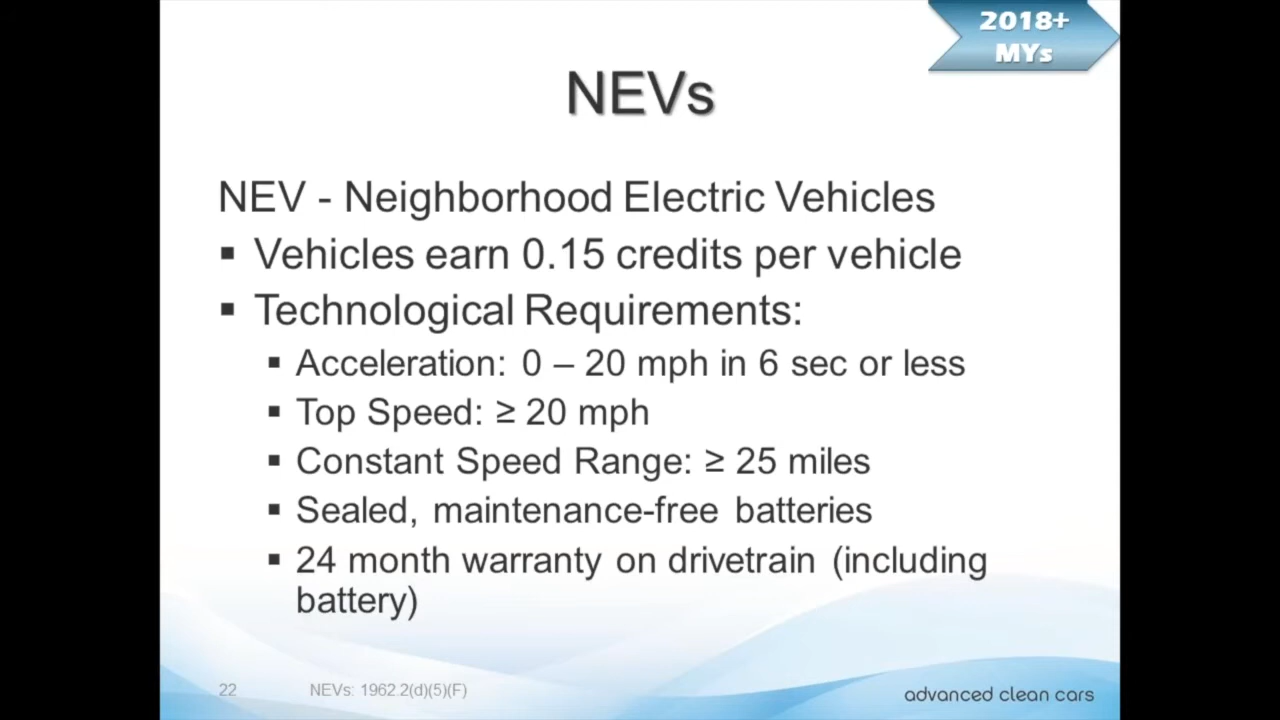 2018+
MYs
NEVs
NEV - Neighborhood Electric Vehicles
▪ Vehicles earn 0.15 credits per vehicle
▪ Technological Requirements:
▪ Acceleration: 0 – 20 mph in 6 sec or less
▪ Top Speed: ≥ 20 mph
▪ Constant Speed Range: ≥ 25 miles
▪ Sealed, maintenance-free batteries
▪ 24 month warranty on drivetrain (including
battery)
22
NEVs: 1962.2(d)(5)(F)
advanced clean cars